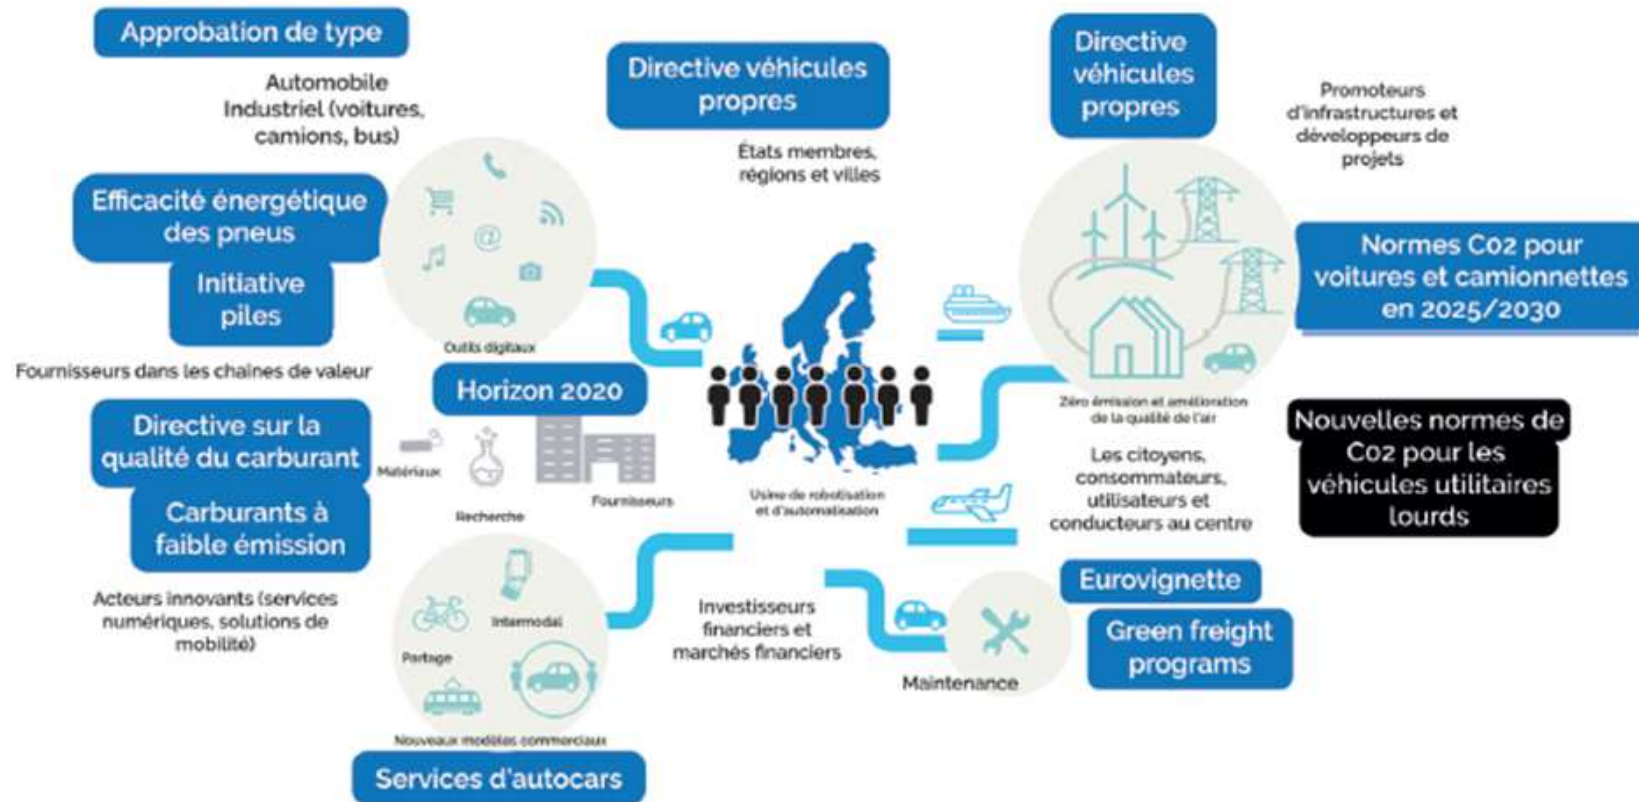 Approbation de type
Automobile
Industriel (voitures,
camions, bus)
Efficacité énergétique
des pneus
Initiative
piles
Fournisseurs dans les chaines de valeur
Directive sur la
qualité du carburant
Carburants à
faible émission
Acteurs innovants (services
numériques, solutions de
mobilité)
@
Outils digitaux
Horizon 2020
Matériaux
Recherche
Fournisseurs
Intermodal
Partage
Nouveaux modèles commerciaux
Services d'autocars
Directive véhicules
propres
États membres,
régions et villes
Usine de robotisation
et d'automatisation
Investisseurs
financiers et
marchés financiers
Maintenance
Directive
véhicules
propres
Promoteurs
d'infrastructures et
développeurs de
projets
Normes C02 pour
voitures et camionnettes
en 2025/2030
Zéro émission et amélioration
de la qualité de l'air
Les citoyens,
consommateurs,
utilisateurs et
conducteurs au centre
Nouvelles normes de
C02 pour les
véhicules utilitaires
lourds
Eurovignette
Green freight
programs